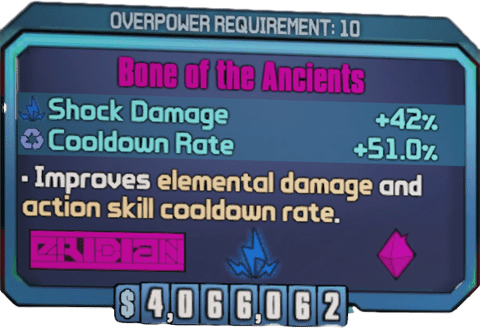 OVERPOWER REQUIREMENT: 10
Bone of the Ancients
Shock Damage +42%
Cooldown Rate +51.0%
• Improves elemental damage and
action skill cooldown rate.
ERIDIAN
$4,066,062